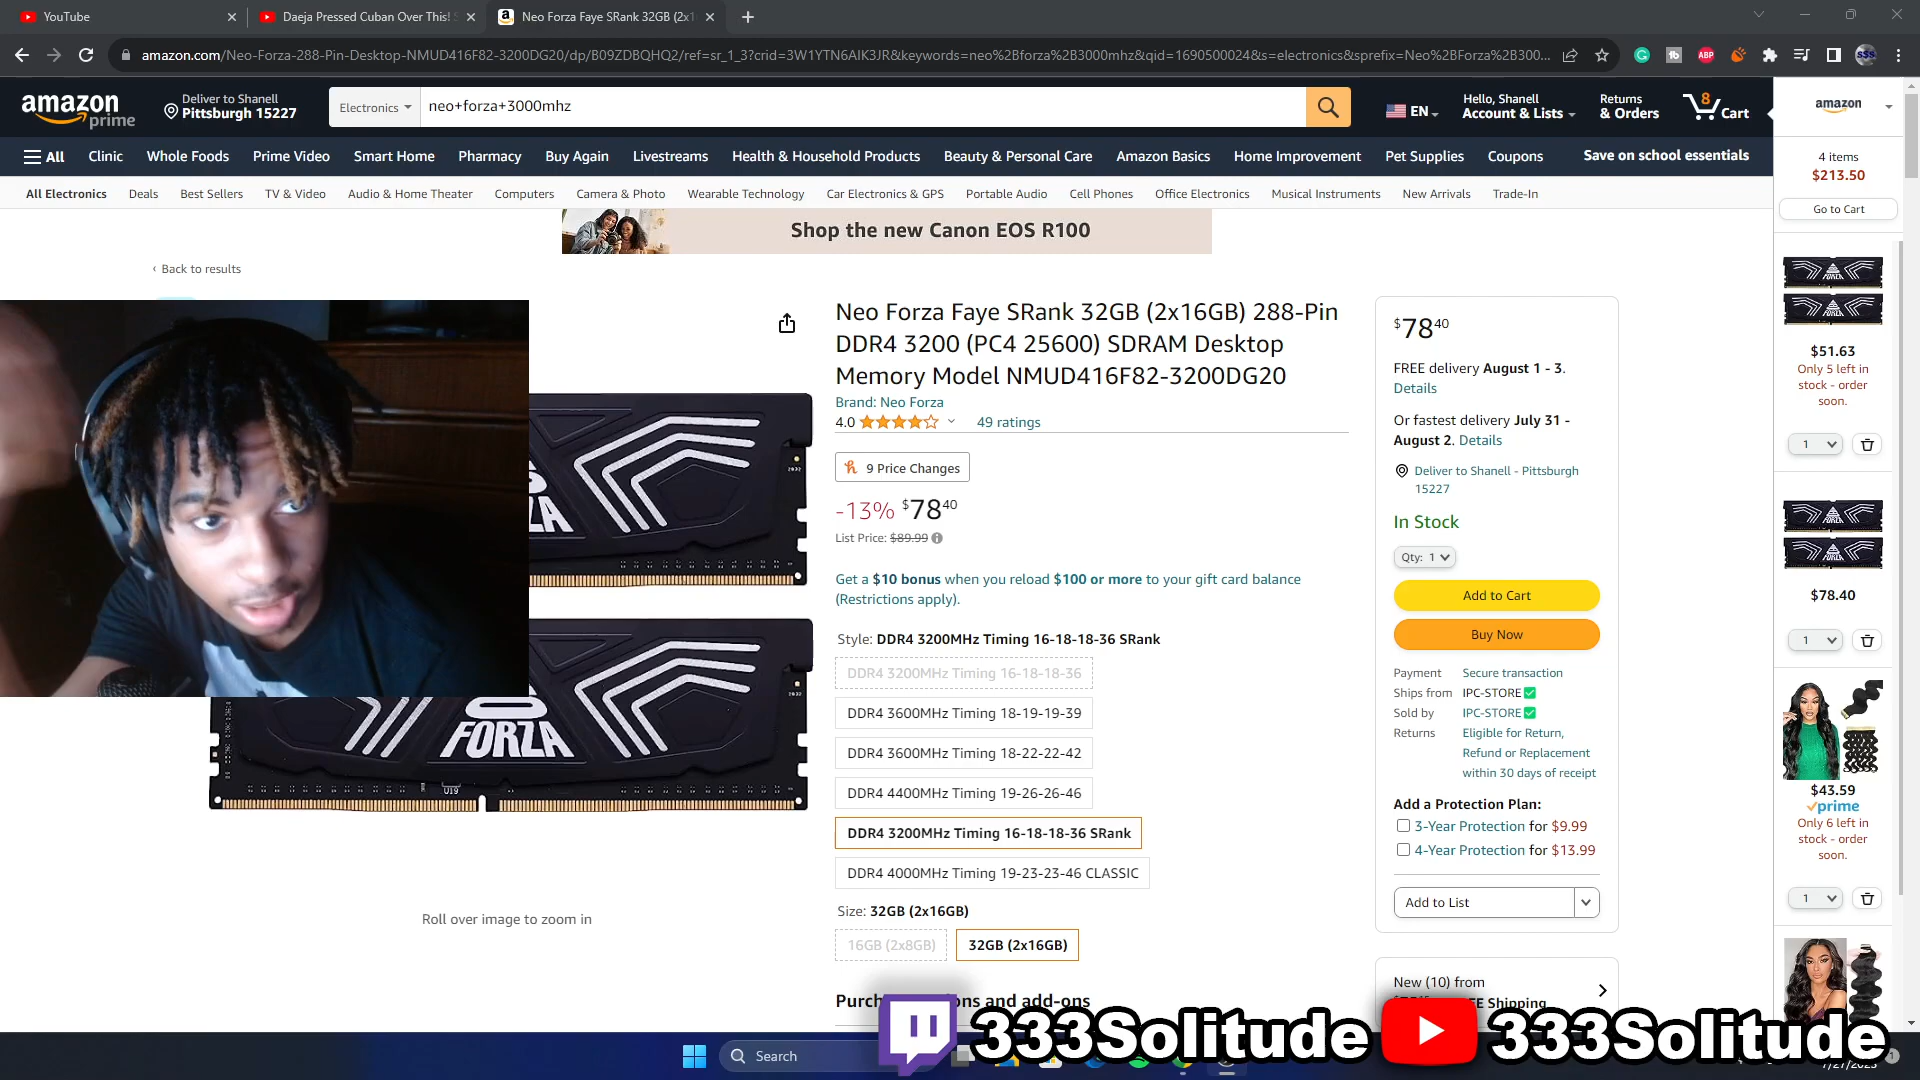 YouTube
Daeja Pressed Cuban Over This!
Neo Forza Faye SRank 32GB (2x1
amazon.com/Neo-Forza-288-Pin-Desktop-NMUD416F82-3200DG20/dp/B09ZDBQHQ2/ref=sr_1_3?crid=3W1YTN6AIK3JR&keywords=neo%2Bforza%2B3000mhz&qid=1690500024&s=electronics&sprefix=Neo%2BForza%2B300...
amazon prime
Deliver to Shanell
Pittsburgh 15227
Electronics
neo+forza+3000mhz
EN
Hello, Shanell
Account & Lists
Returns
& Orders
8
Cart
All Clinic Whole Foods Prime Video Smart Home Pharmacy Buy Again Livestreams Health & Household Products Beauty & Personal Care Amazon Basics Home Improvement Pet Supplies Coupons Save on school essentials
All Electronics Deals Best Sellers TV & Video Audio & Home Theater Computers Camera & Photo Wearable Technology Car Electronics & GPS Portable Audio Cell Phones Office Electronics Musical Instruments New Arrivals Trade-In
Shop the new Canon EOS R100
‹ Back to results
FORZA
U19
Roll over image to zoom in
Neo Forza Faye SRank 32GB (2x16GB) 288-Pin
DDR4 3200 (PC4 25600) SDRAM Desktop
Memory Model NMUD416F82-3200DG20
Brand: Neo Forza
4.0
49 ratings
9 Price Changes
-13% $78 40
List Price: $89.99
Get a $10 bonus when you reload $100 or more to your gift card balance
(Restrictions apply).
Style: DDR4 3200MHz Timing 16-18-18-36 SRank
DDR4 3200MHz Timing 16-18-18-36
DDR4 3600MHz Timing 18-19-19-39
DDR4 3600MHz Timing 18-22-22-42
DDR4 4400MHz Timing 19-26-26-46
DDR4 3200MHz Timing 16-18-18-36 SRank
DDR4 4000MHz Timing 19-23-23-46 CLASSIC
Size: 32GB (2x16GB)
16GB (2x8GB)
32GB (2x16GB)
and add-ons
$78 40
FREE delivery August 1 - 3.
Details
Or fastest delivery July 31 -
August 2. Details
Deliver to Shanell - Pittsburgh
15227
In Stock
Qty: 1
Add to Cart
Buy Now
Payment Secure transaction
Ships from IPC-STORE
Sold by IPC-STORE
Returns Eligible for Return,
Refund or Replacement
within 30 days of receipt
Add a Protection Plan:
3-Year Protection for $9.99
4-Year Protection for $13.99
Add to List
New (10) from
Shipping
amazon
4 items
$213.50
Go to Cart
$51.63
Only 5 left in
stock - order
soon.
1
$78.40
1
$43.59
prime
Only 6 left in
stock - order
soon.
1
333Solitude
333Solitude
Search